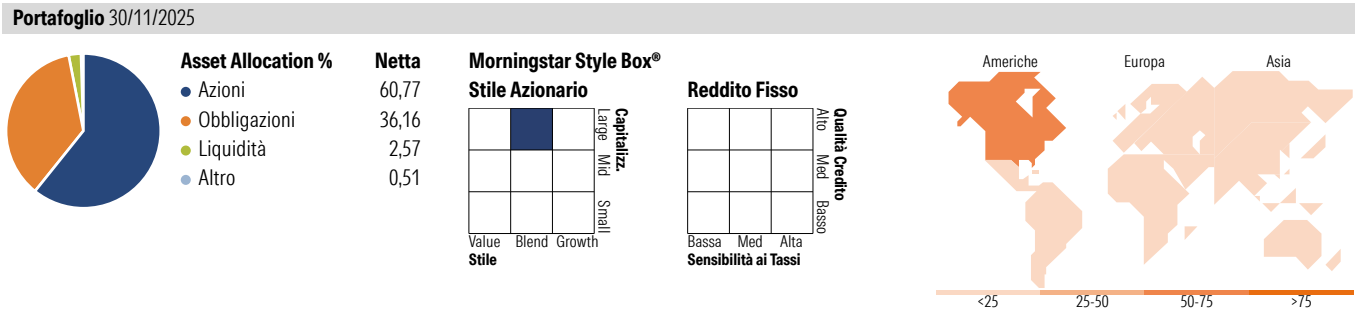 Portafoglio 30/11/2025
Asset Allocation % Netta
Azioni 60,77
Obbligazioni 36,16
Liquidità 2,57
Altro 0,51
Morningstar Style Box®
Stile Azionario
Large
Mid
Small
Capitalizz.
Value Blend Growth
Stile
Reddito Fisso
Alto
Med
Basso
Qualità Credito
Bassa Med Alta
Sensibilità ai Tassi
Americhe Europa Asia
<25 25-50 50-75 >75